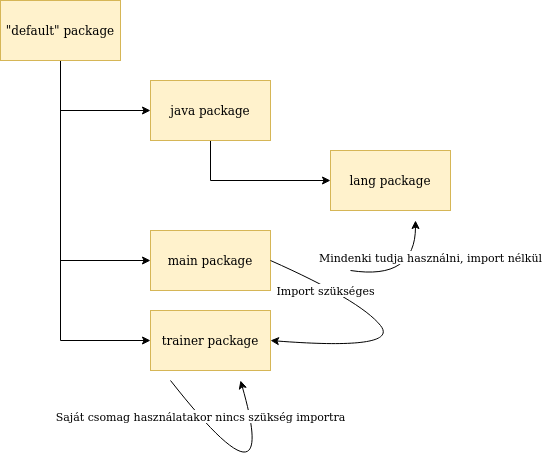 "default" package
java package
lang package
main package
Mindenki tudja használni, import nélkül
Import szükséges
trainer package
Saját csomag használatakor nincs szükség importra